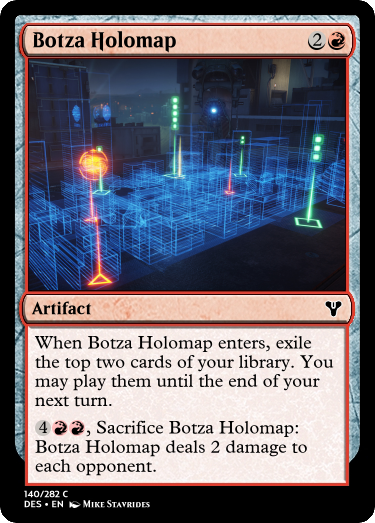 Botza Holomap 2
Artifact
When Botza Holomap enters, exile
the top two cards of your library. You
may play them until the end of your
next turn.
4, Sacrifice Botza Holomap:
Botza Holomap deals 2 damage to
each opponent.
140/282 C
DES • EN Mike Stavrides